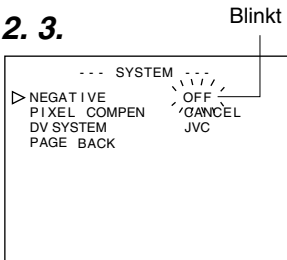 Blinkt
2. 3.
--- SYSTEM ---
NEGATIVE OFF
PIXEL COMPEN CANCEL
DV SYSTEM JVC
PAGE BACK